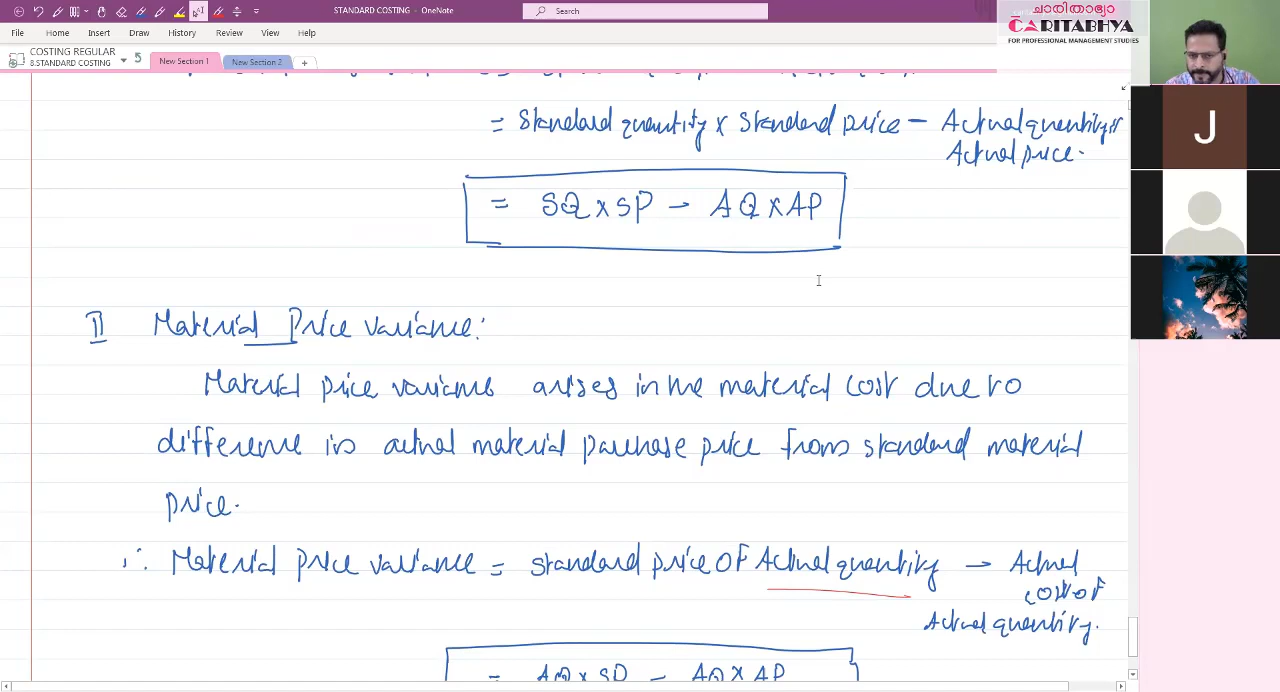 STANDARD COSTING - OneNote
Search
File Home Insert Draw History Review View Help
COSTING REGULAR
8.STANDARD COSTING
New Section 1
New Section 2
ചാരിതാഭ്യാ
CARITABHYA
FOR PROFESSIONAL MANAGEMENT STUDIES
J
= Standard quantity x Standard price - Actual quantity x
Actual price.
= SQ x SP - AQ x AP
II Material Price variance:
Material price variance arises in the material cost due to
difference in actual material purchase price from standard material
price.
∴ Material price variance = standard price OF Actual quantity - Actual
cost of
Actual quantity.
= AQ x SP - AQ x AP